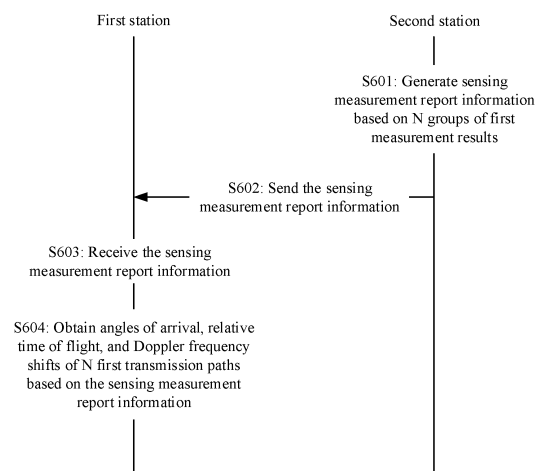 First station
Second station
S601: Generate sensing
measurement report information
based on N groups of first
measurement results
S602: Send the sensing
measurement report information
S603: Receive the sensing
measurement report information
S604: Obtain angles of arrival, relative
time of flight, and Doppler frequency
shifts of N first transmission paths
based on the sensing measurement
report information